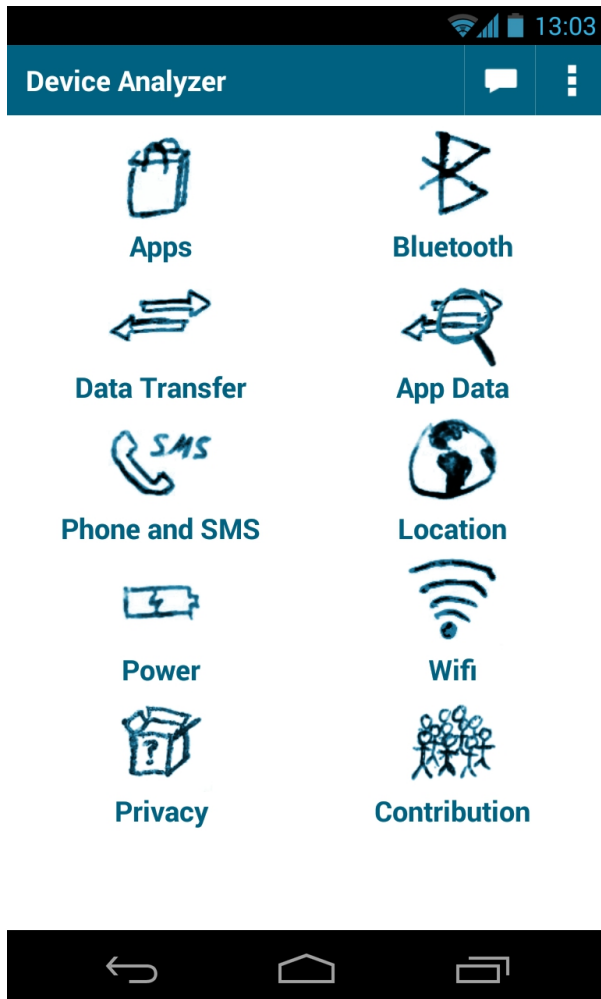 13:03
Device Analyzer
Apps
Bluetooth
Data Transfer
App Data
SMS
Phone and SMS
Location
Power
Wifi
?
Privacy
Contribution